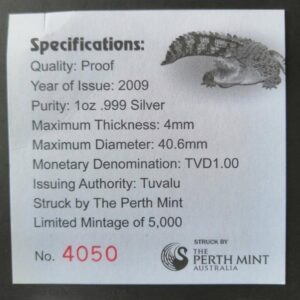 Specifications:
Quality: Proof
Year of Issue: 2009
Purity: 1oz .999 Silver
Maximum Thickness: 4mm
Maximum Diameter: 40.6mm
Monetary Denomination: TVD1.00
Issuing Authority: Tuvalu
Struck by The Perth Mint
Limited Mintage of 5,000
No. 4050
STRUCK BY
THE
PERTH MINT
AUSTRALIA